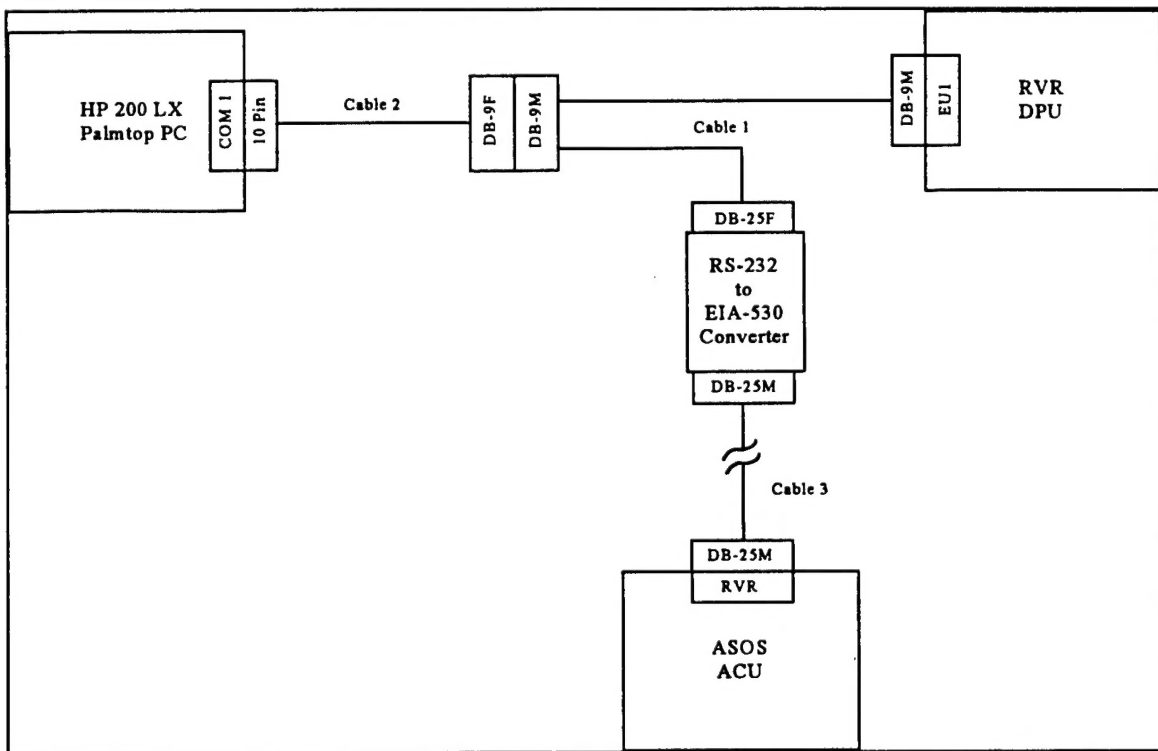 HP 200 LX
Palmtop PC
COM 1
10 Pin
Cable 2
DB-9F
DB-9M
Cable 1
DB-9M
EU1
RVR
DPU
DB-25F
RS-232
to
EIA-530
Converter
DB-25M
Cable 3
DB-25M
RVR
ASOS
ACU